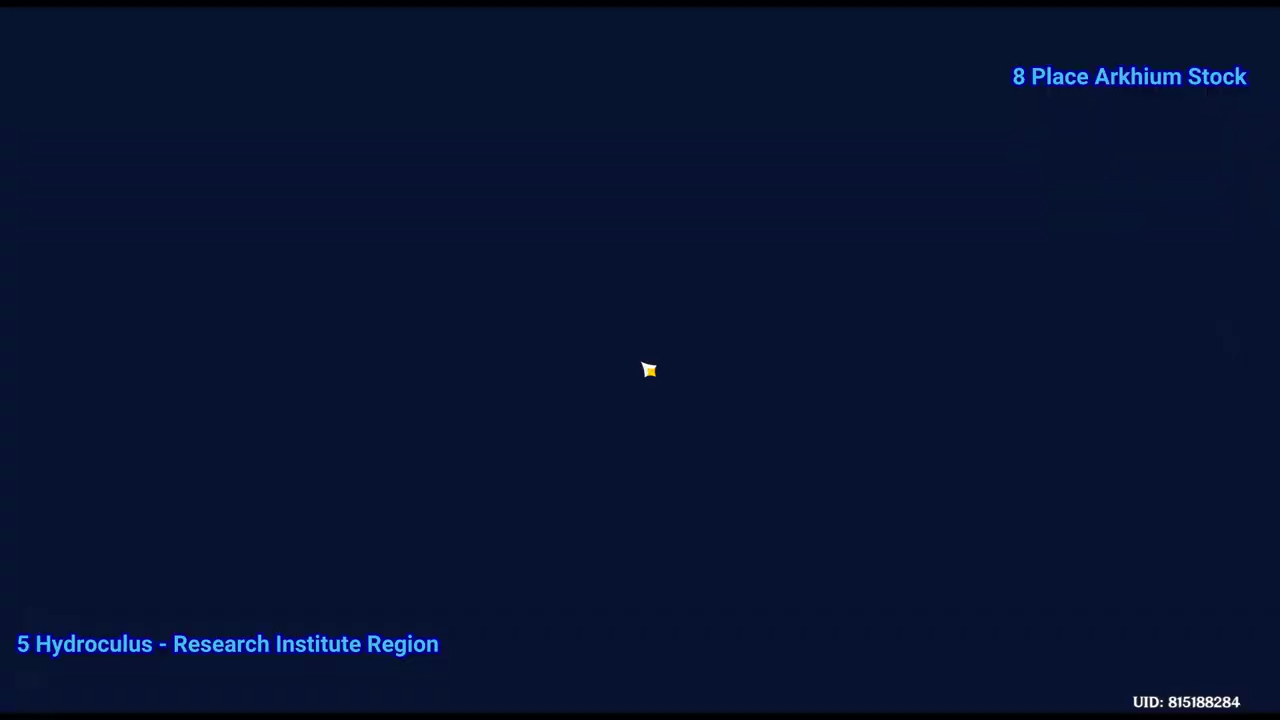 8 Place Arkhium Stock
5 Hydroculus - Research Institute Region
UID: 815188284